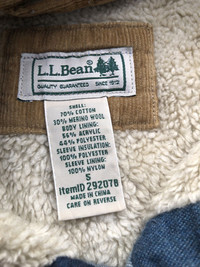 L.L.Bean
QUALITY GUARANTEED SINCE 1912
SHELL:
70% COTTON
30% MERINO WOOL
BODY LINING:
56% ACRYLIC
44% POLYESTER
SLEEVE INSULATION:
100% POLYESTER
SLEEVE LINING:
100% NYLON
S
ItemID 292078
MADE IN
CHINA
CARE ON REVERSE